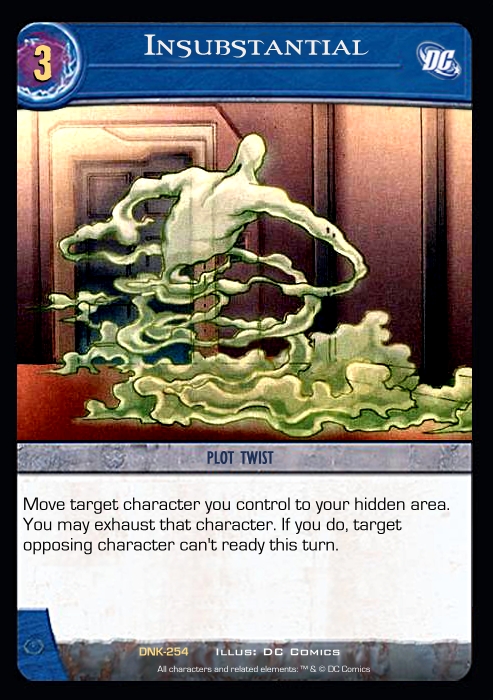 3
Insubstantial
DC
PLOT TWIST
Move target character you control to your hidden area.
You may exhaust that character. If you do, target
opposing character can't ready this turn.
DNK-254 Illus: DC Comics
All characters and related elements: ™ & © DC Comics